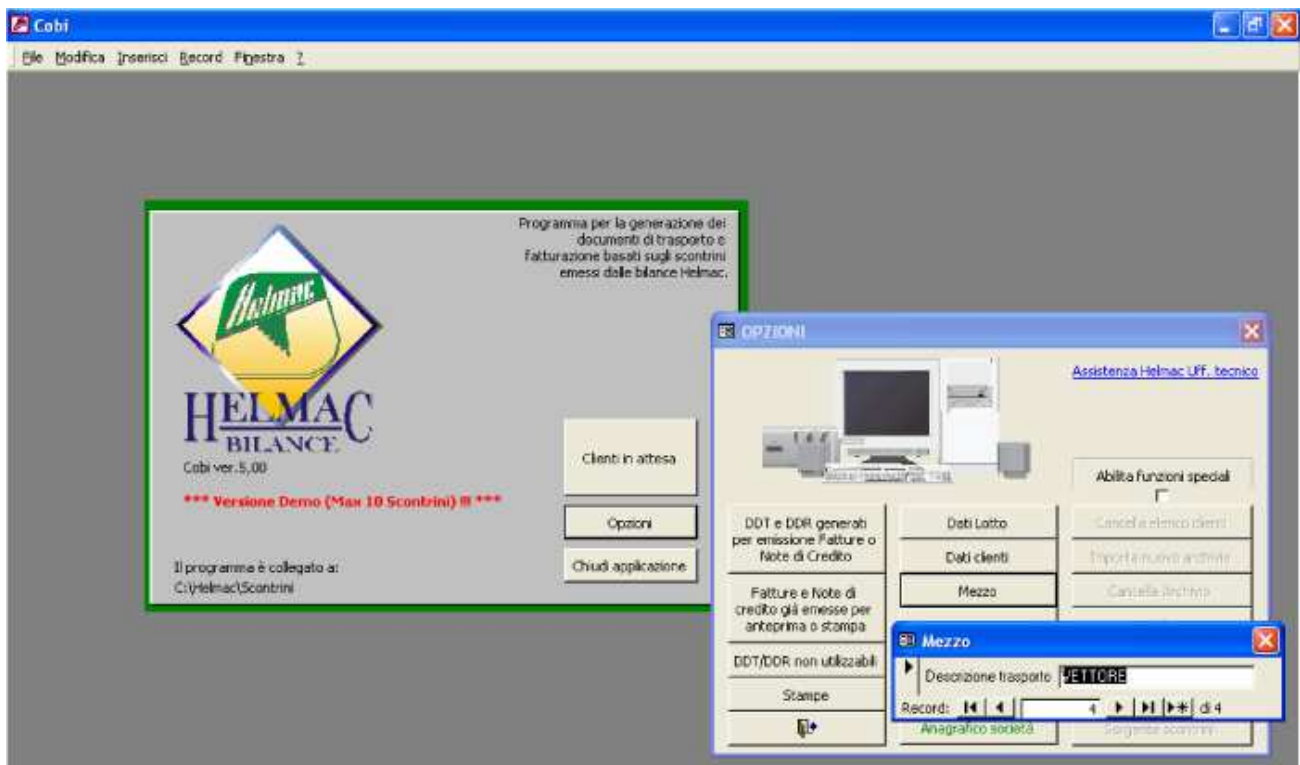 Cobi
File Modifica Inserisci Record Finestra ?
Programma per la generazione dei
documenti di trasporto e
fatturazione basati sugli scontrini
emessi dalle bilance Helmac.
Helmac
HELMAC
BILANCE
Cobi ver.5,00
*** Versione Demo (Max 10 Scontrini) !!! ***
Il programma è collegato a:
C:\Helmac\Scontrini
Clienti in attesa
Opzioni
Chiudi applicazione
OPZIONI
Assistenza Helmac Uff. tecnico
Abilita funzioni speciali
DDT e DDR generati
per emissione Fatture o
Note di Credito
Fatture e Note di
credito già emesse per
anteprima o stampa
DDT/DDR non utilizzabili
Stampe
Dati Lotto
Dati clienti
Mezzo
Anagrafico società
Cancella elenco clienti
Importa nuovo archivio
Cancella Archivio
Sorgente scontrini
Mezzo
Descrizione trasporto VETTORE
Record: 4 di 4